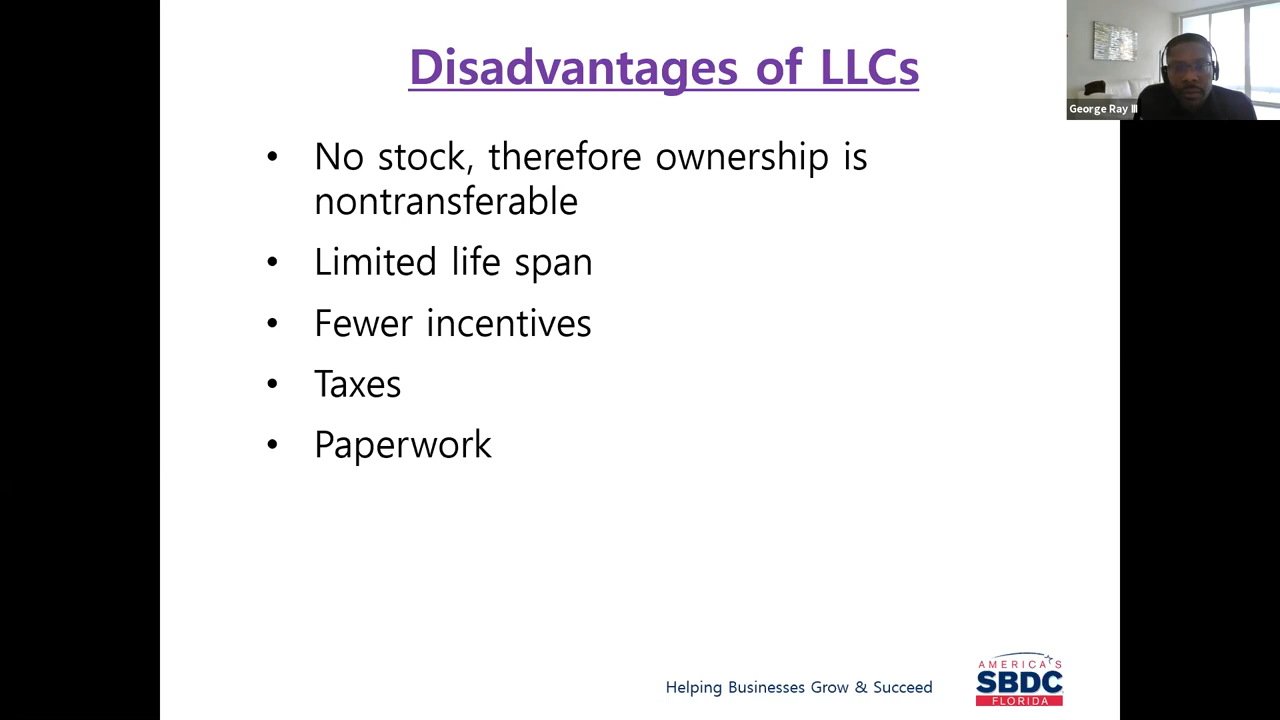 Disadvantages of LLCs
George Ray III
• No stock, therefore ownership is
nontransferable
• Limited life span
• Fewer incentives
• Taxes
• Paperwork
Helping Businesses Grow & Succeed
AMERICA'S
SBDC
FLORIDA